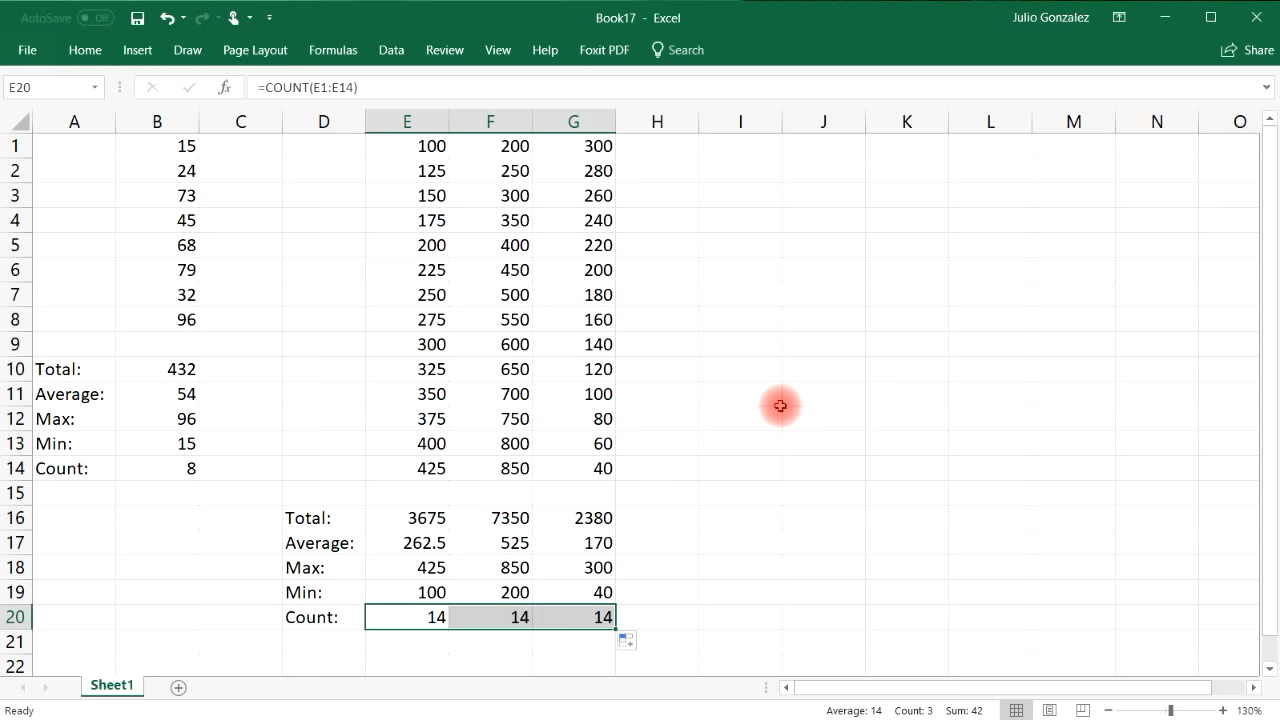 AutoSave Off Book17 - Excel Julio Gonzalez
File Home Insert Draw Page Layout Formulas Data Review View Help Foxit PDF Search Share
E20 fx =COUNT(E1:E14)
A B C D E F G H I J K L M N O
1 15 100 200 300
2 24 125 250 280
3 73 150 300 260
4 45 175 350 240
5 68 200 400 220
6 79 225 450 200
7 32 250 500 180
8 96 275 550 160
9 300 600 140
10 Total: 432 325 650 120
11 Average: 54 350 700 100
12 Max: 96 375 750 80
13 Min: 15 400 800 60
14 Count: 8 425 850 40
15
16 Total: 3675 7350 2380
17 Average: 262.5 525 170
18 Max: 425 850 300
19 Min: 100 200 40
20 Count: 14 14 14
21
22
Sheet1
Ready Average: 14 Count: 3 Sum: 42 130%